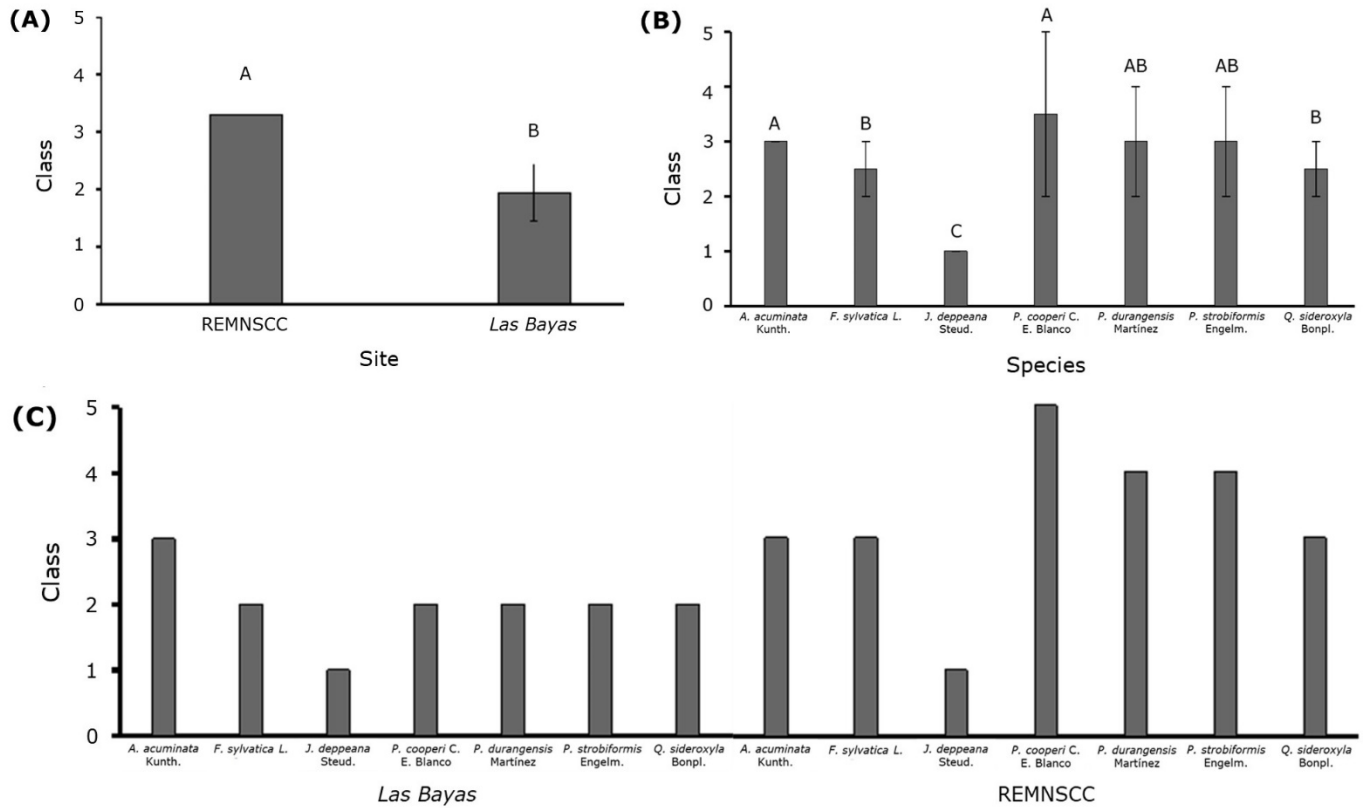 (A)
5
4
3
2
1
0
Class
A
B
REMNSCC
Las Bayas
Site
(B)
5
4
3
2
1
0
Class
A
B
C
A
AB
AB
B
A. acuminata
Kunth.
F. sylvatica L.
J. deppeana
Steud.
P. cooperi C.
E. Blanco
P. durangensis
Martínez
P. strobiformis
Engelm.
Q. sideroxyla
Bonpl.
Species
(C)
5
4
3
2
1
0
Class
A. acuminata
Kunth.
F. sylvatica L.
J. deppeana
Steud.
P. cooperi C.
E. Blanco
P. durangensis
Martínez
P. strobiformis
Engelm.
Q. sideroxyla
Bonpl.
Las Bayas
A. acuminata
Kunth.
F. sylvatica L.
J. deppeana
Steud.
P. cooperi C.
E. Blanco
P. durangensis
Martínez
P. strobiformis
Engelm.
Q. sideroxyla
Bonpl.
REMNSCC